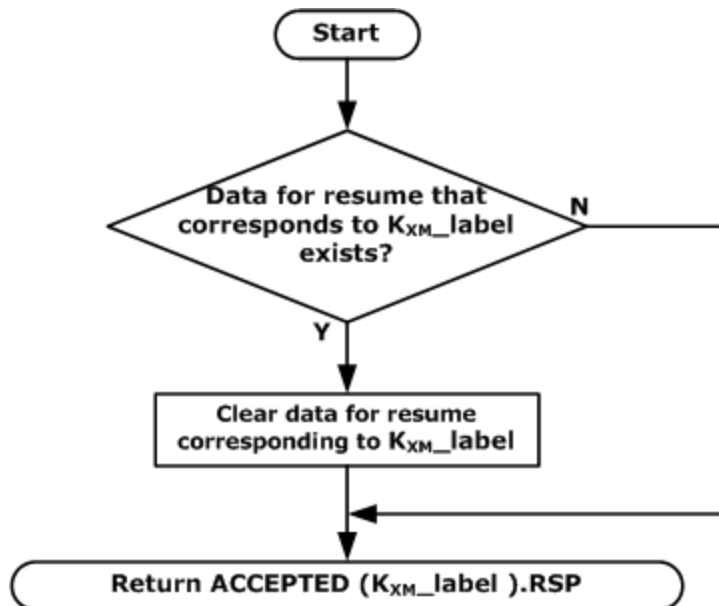 Start
Data for resume that
corresponds to KXM_label
exists?
N
Y
Clear data for resume
corresponding to KXM_label
Return ACCEPTED (KXM_label ).RSP